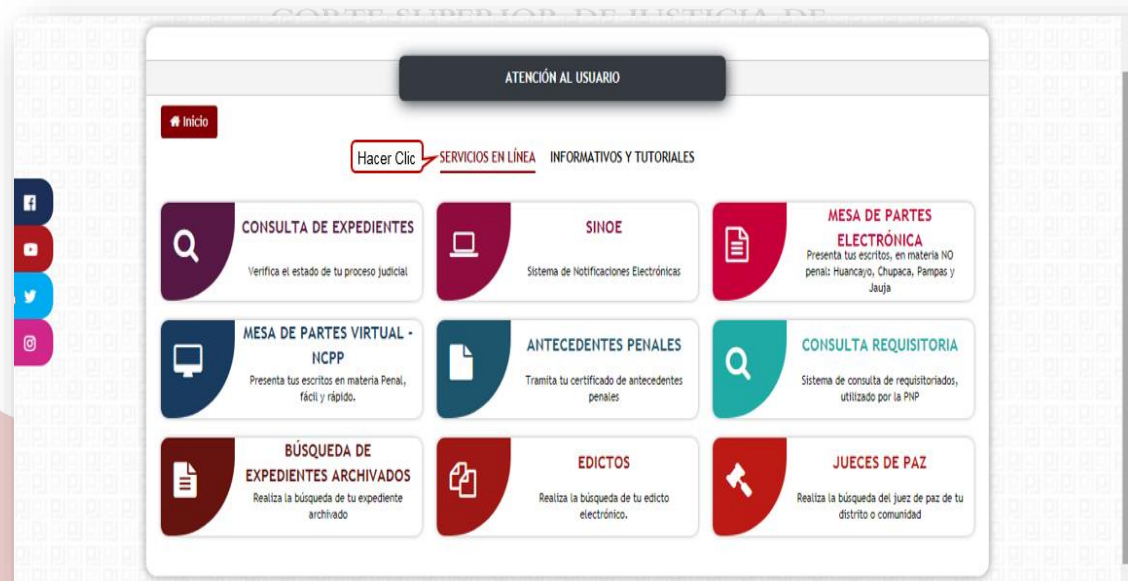 CORTE SUPERIOR DE JUSTICIA DE
ATENCIÓN AL USUARIO
Inicio
Hacer Clic
SERVICIOS EN LÍNEA
INFORMATIVOS Y TUTORIALES
CONSULTA DE EXPEDIENTES
Verifica el estado de tu proceso judicial
SINOE
Sistema de Notificaciones Electrónicas
MESA DE PARTES
ELECTRÓNICA
Presenta tus escritos, en materia NO
penal: Huancayo, Chupaca, Pampas y
Jauja
MESA DE PARTES VIRTUAL -
NCPP
Presenta tus escritos en materia Penal,
fácil y rápido.
ANTECEDENTES PENALES
Tramita tu certificado de antecedentes
penales
CONSULTA REQUISITORIA
Sistema de consulta de requisitoriados,
utilizado por la PNP
BÚSQUEDA DE
EXPEDIENTES ARCHIVADOS
Realiza la búsqueda de tu expediente
archivado
EDICTOS
Realiza la búsqueda de tu edicto
electrónico.
JUECES DE PAZ
Realiza la búsqueda del juez de paz de tu
distrito o comunidad